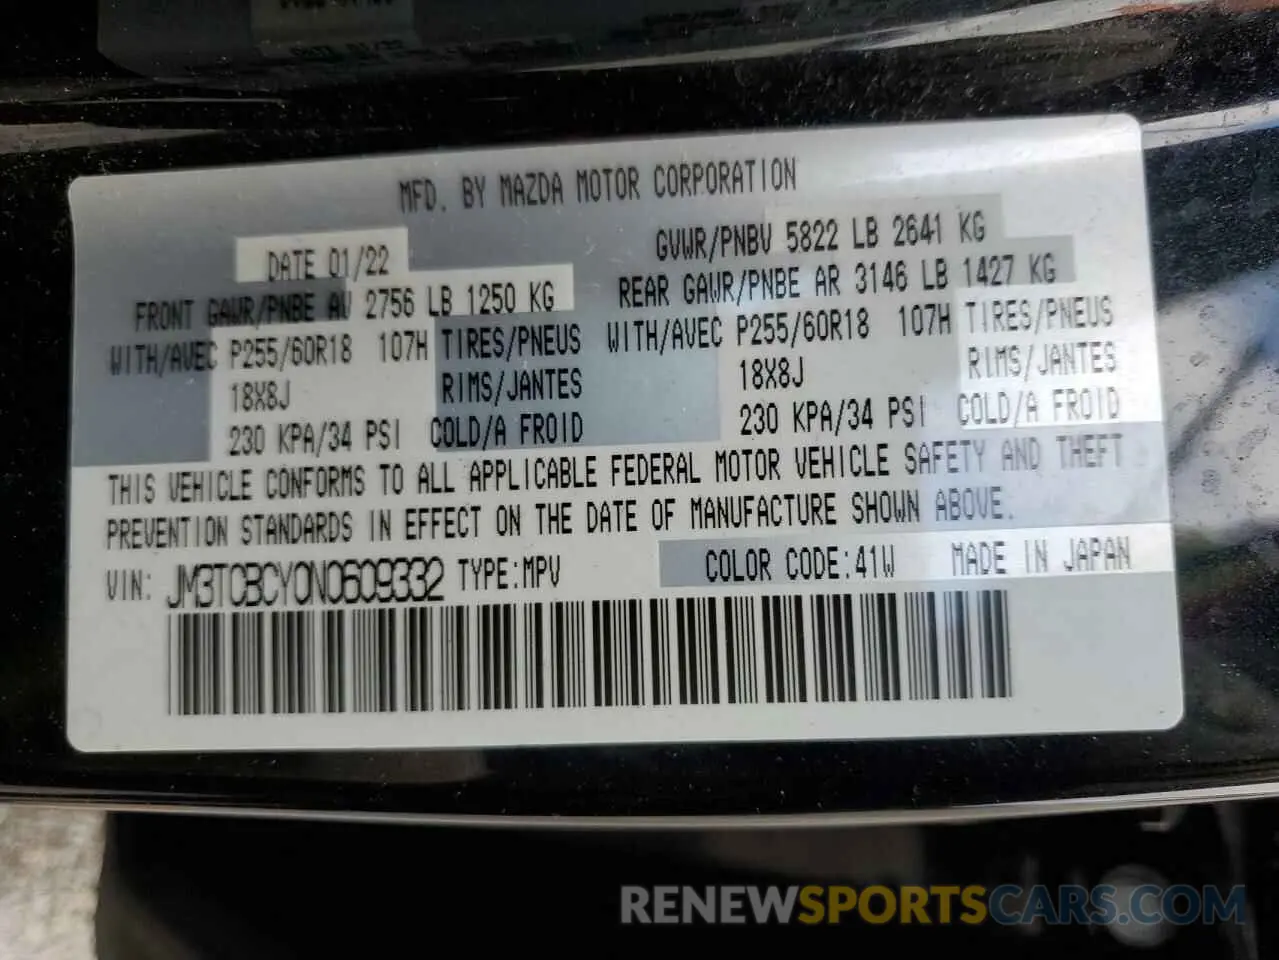 MFD. BY MAZDA MOTOR CORPORATION
DATE 01/22 GVWR/PNBV 5822 LB 2641 KG
FRONT GAWR/PNBE AV 2756 LB 1250 KG REAR GAWR/PNBE AR 3146 LB 1427 KG
WITH/AVEC P255/60R18 107H TIRES/PNEUS WITH/AVEC P255/60R18 107H TIRES/PNEUS
18X8J RIMS/JANTES 18X8J RIMS/JANTES
230 KPA/34 PSI COLD/A FROID 230 KPA/34 PSI COLD/A FROID
THIS VEHICLE CONFORMS TO ALL APPLICABLE FEDERAL MOTOR VEHICLE SAFETY AND THEFT
PREVENTION STANDARDS IN EFFECT ON THE DATE OF MANUFACTURE SHOWN ABOVE.
VIN: JM3TCBCY0N0609332 TYPE:MPV COLOR CODE:41W MADE IN JAPAN
RENEWSPORTSCARS.COM